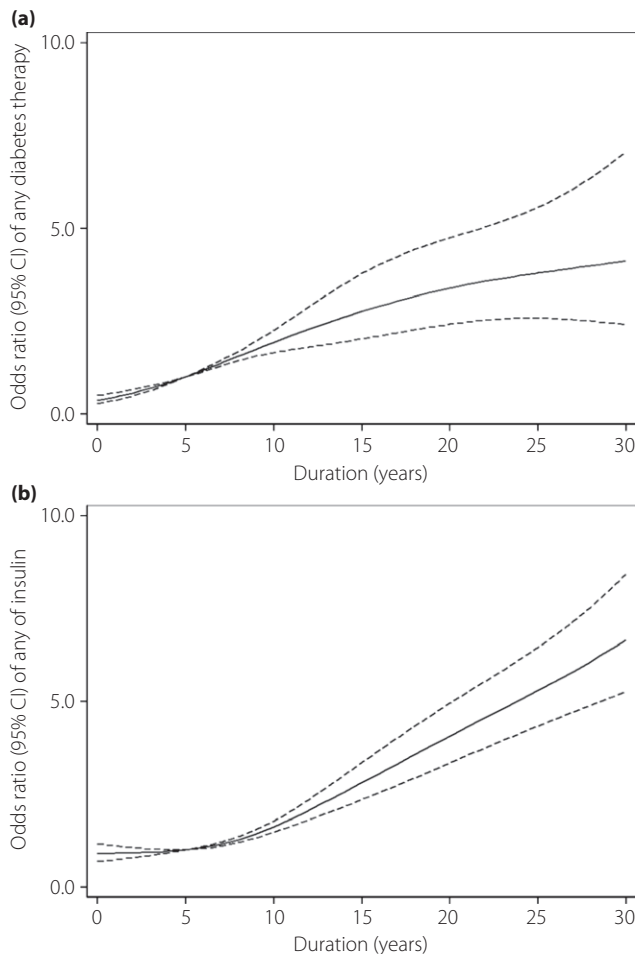 (a)
10.0
5.0
0.0
Odds ratio (95% CI) of any diabetes therapy
0 5 10 15 20 25 30
Duration (years)
(b)
10.0
5.0
0.0
Odds ratio (95% CI) of any of insulin
0 5 10 15 20 25 30
Duration (years)